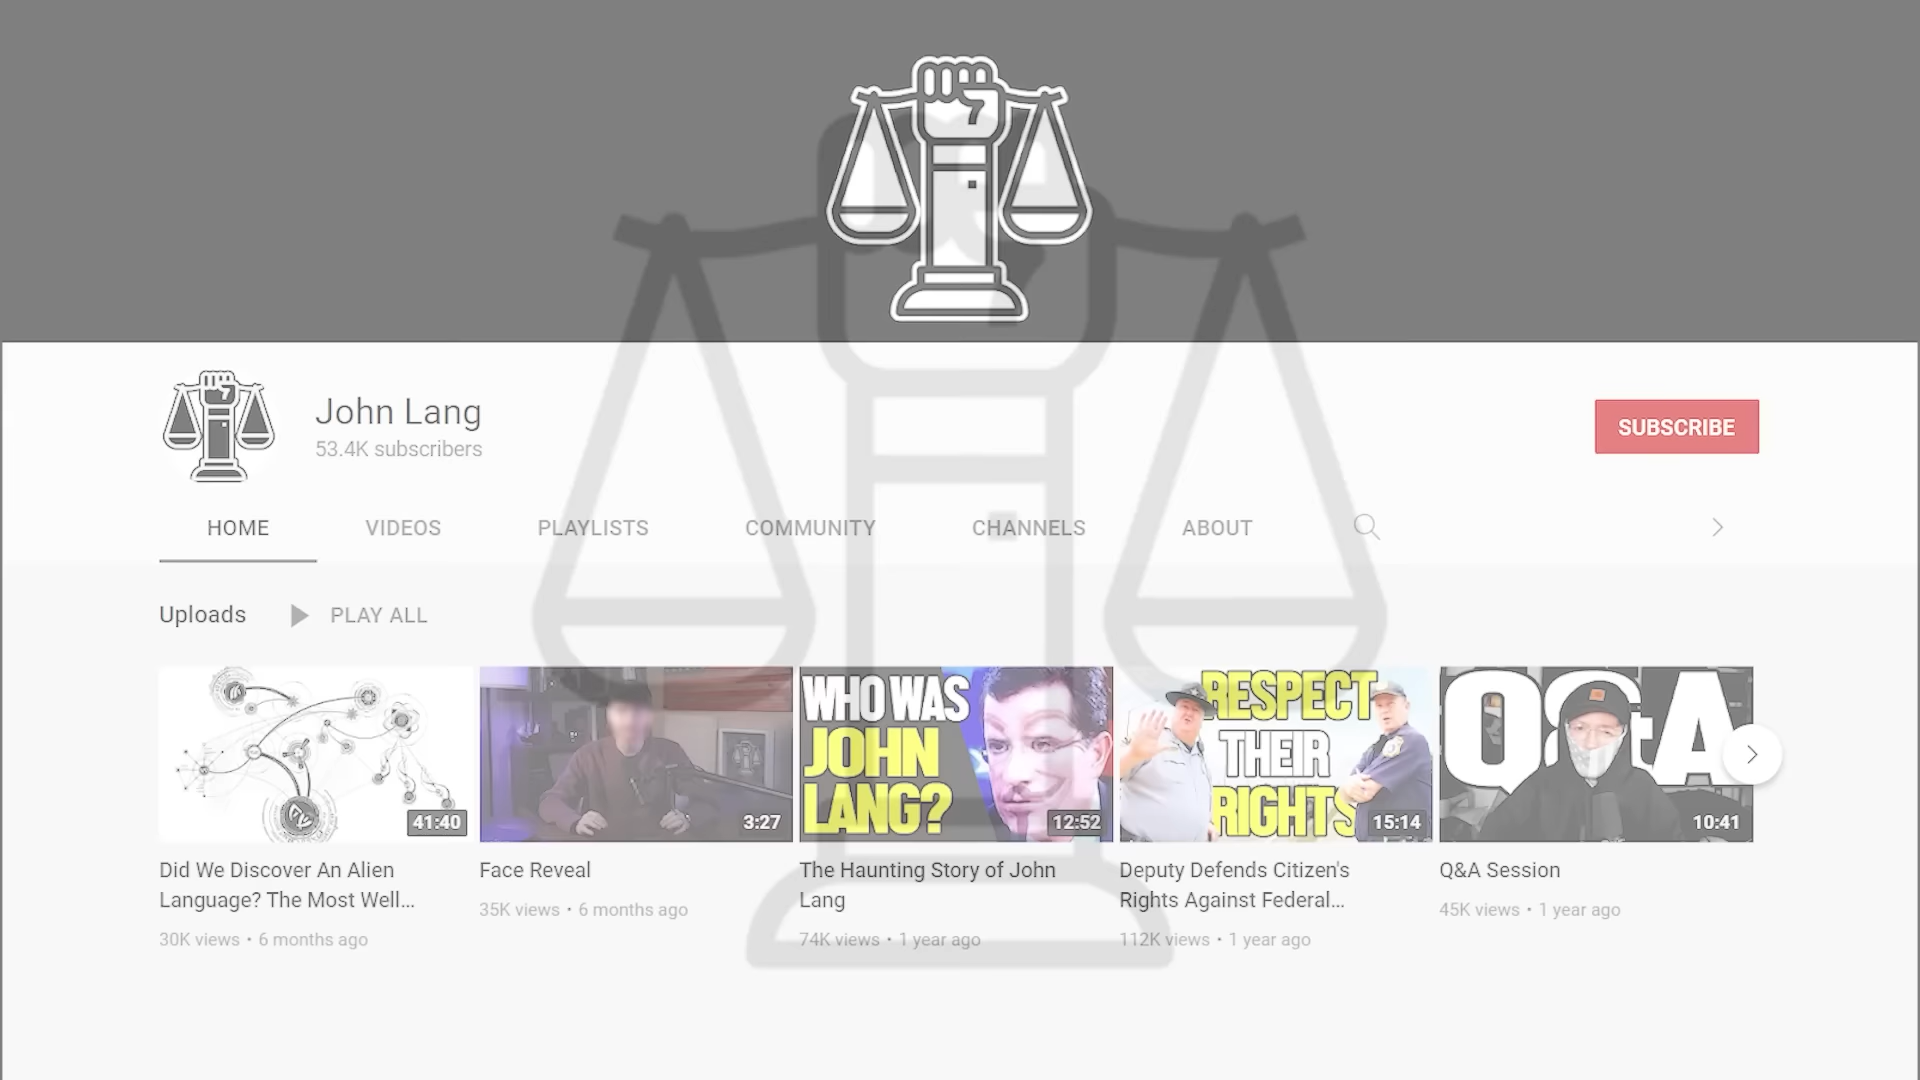 7
John Lang
53.4K subscribers
SUBSCRIBE
HOME VIDEOS PLAYLISTS COMMUNITY CHANNELS ABOUT
Uploads PLAY ALL
41:40
3:27
WHO WAS
JOHN
LANG?
12:52
RESPECT
THEIR
RIGHTS
15:14
Q&A
10:41
Did We Discover An Alien
Language? The Most Well...
30K views • 6 months ago
Face Reveal
35K views • 6 months ago
The Haunting Story of John
Lang
74K views • 1 year ago
Deputy Defends Citizen's
Rights Against Federal...
112K views • 1 year ago
Q&A Session
45K views • 1 year ago